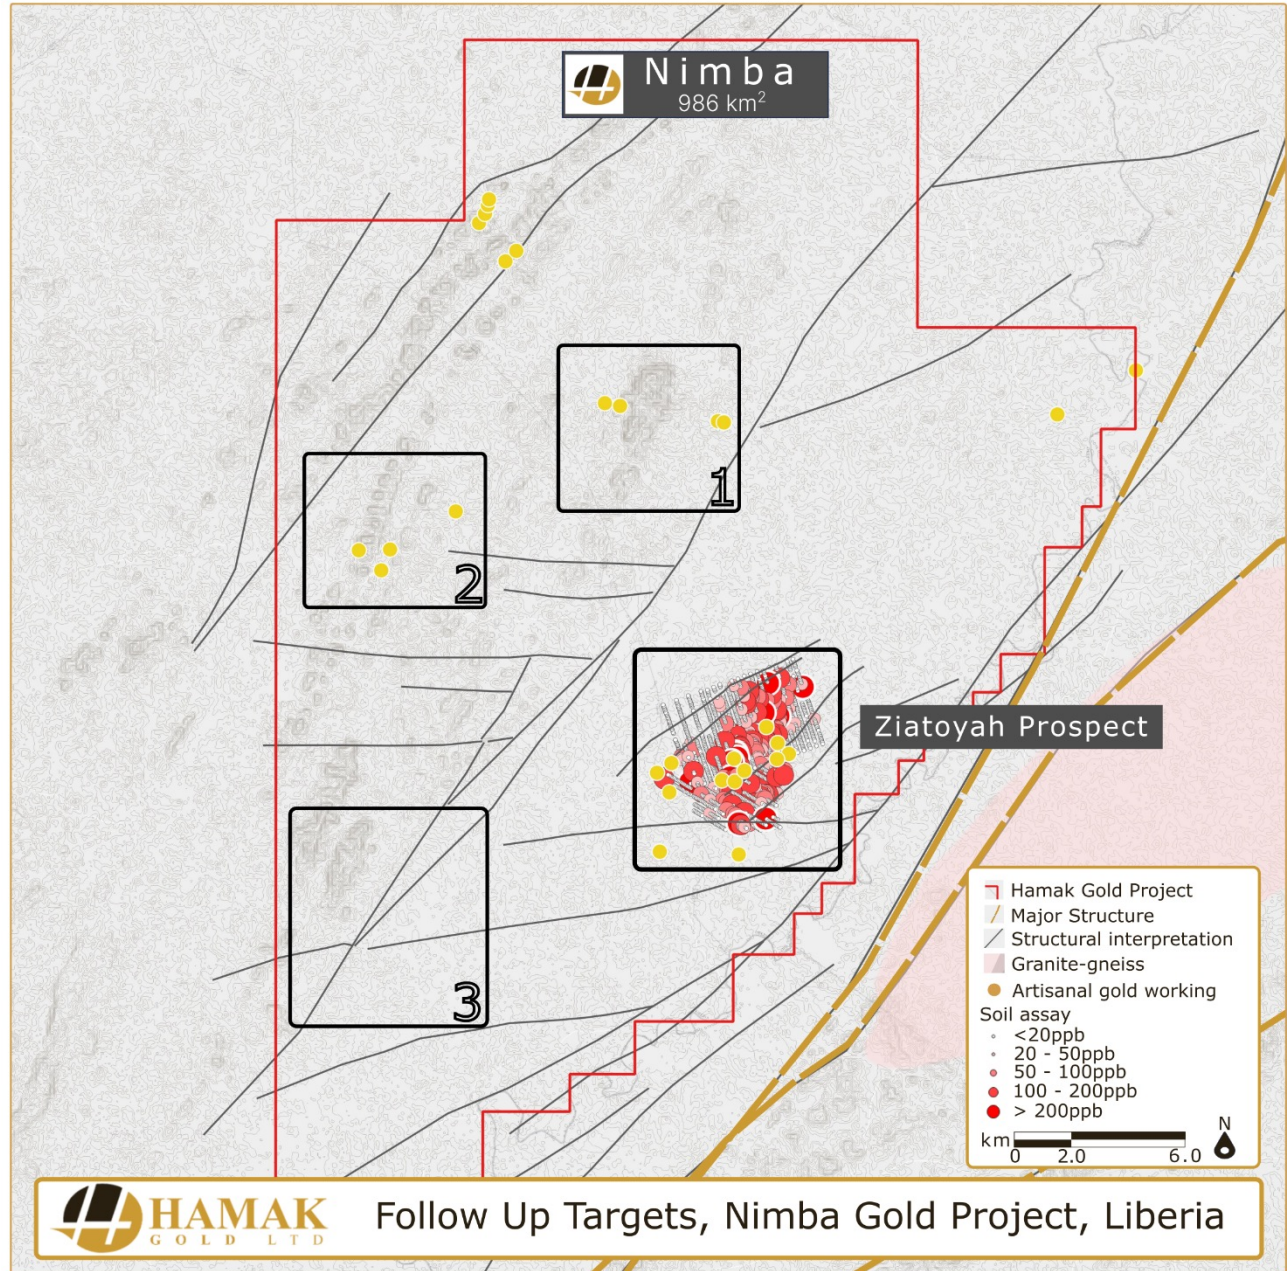 Nimba
986 km²
1
2
Ziatoyah Prospect
3
Hamak Gold Project
Major Structure
Structural interpretation
Granite-gneiss
Artisanal gold working
Soil assay
<20ppb
20 - 50ppb
50 - 100ppb
100 - 200ppb
> 200ppb
km
0 2.0 6.0
N
HAMAK
GOLD LTD
Follow Up Targets, Nimba Gold Project, Liberia